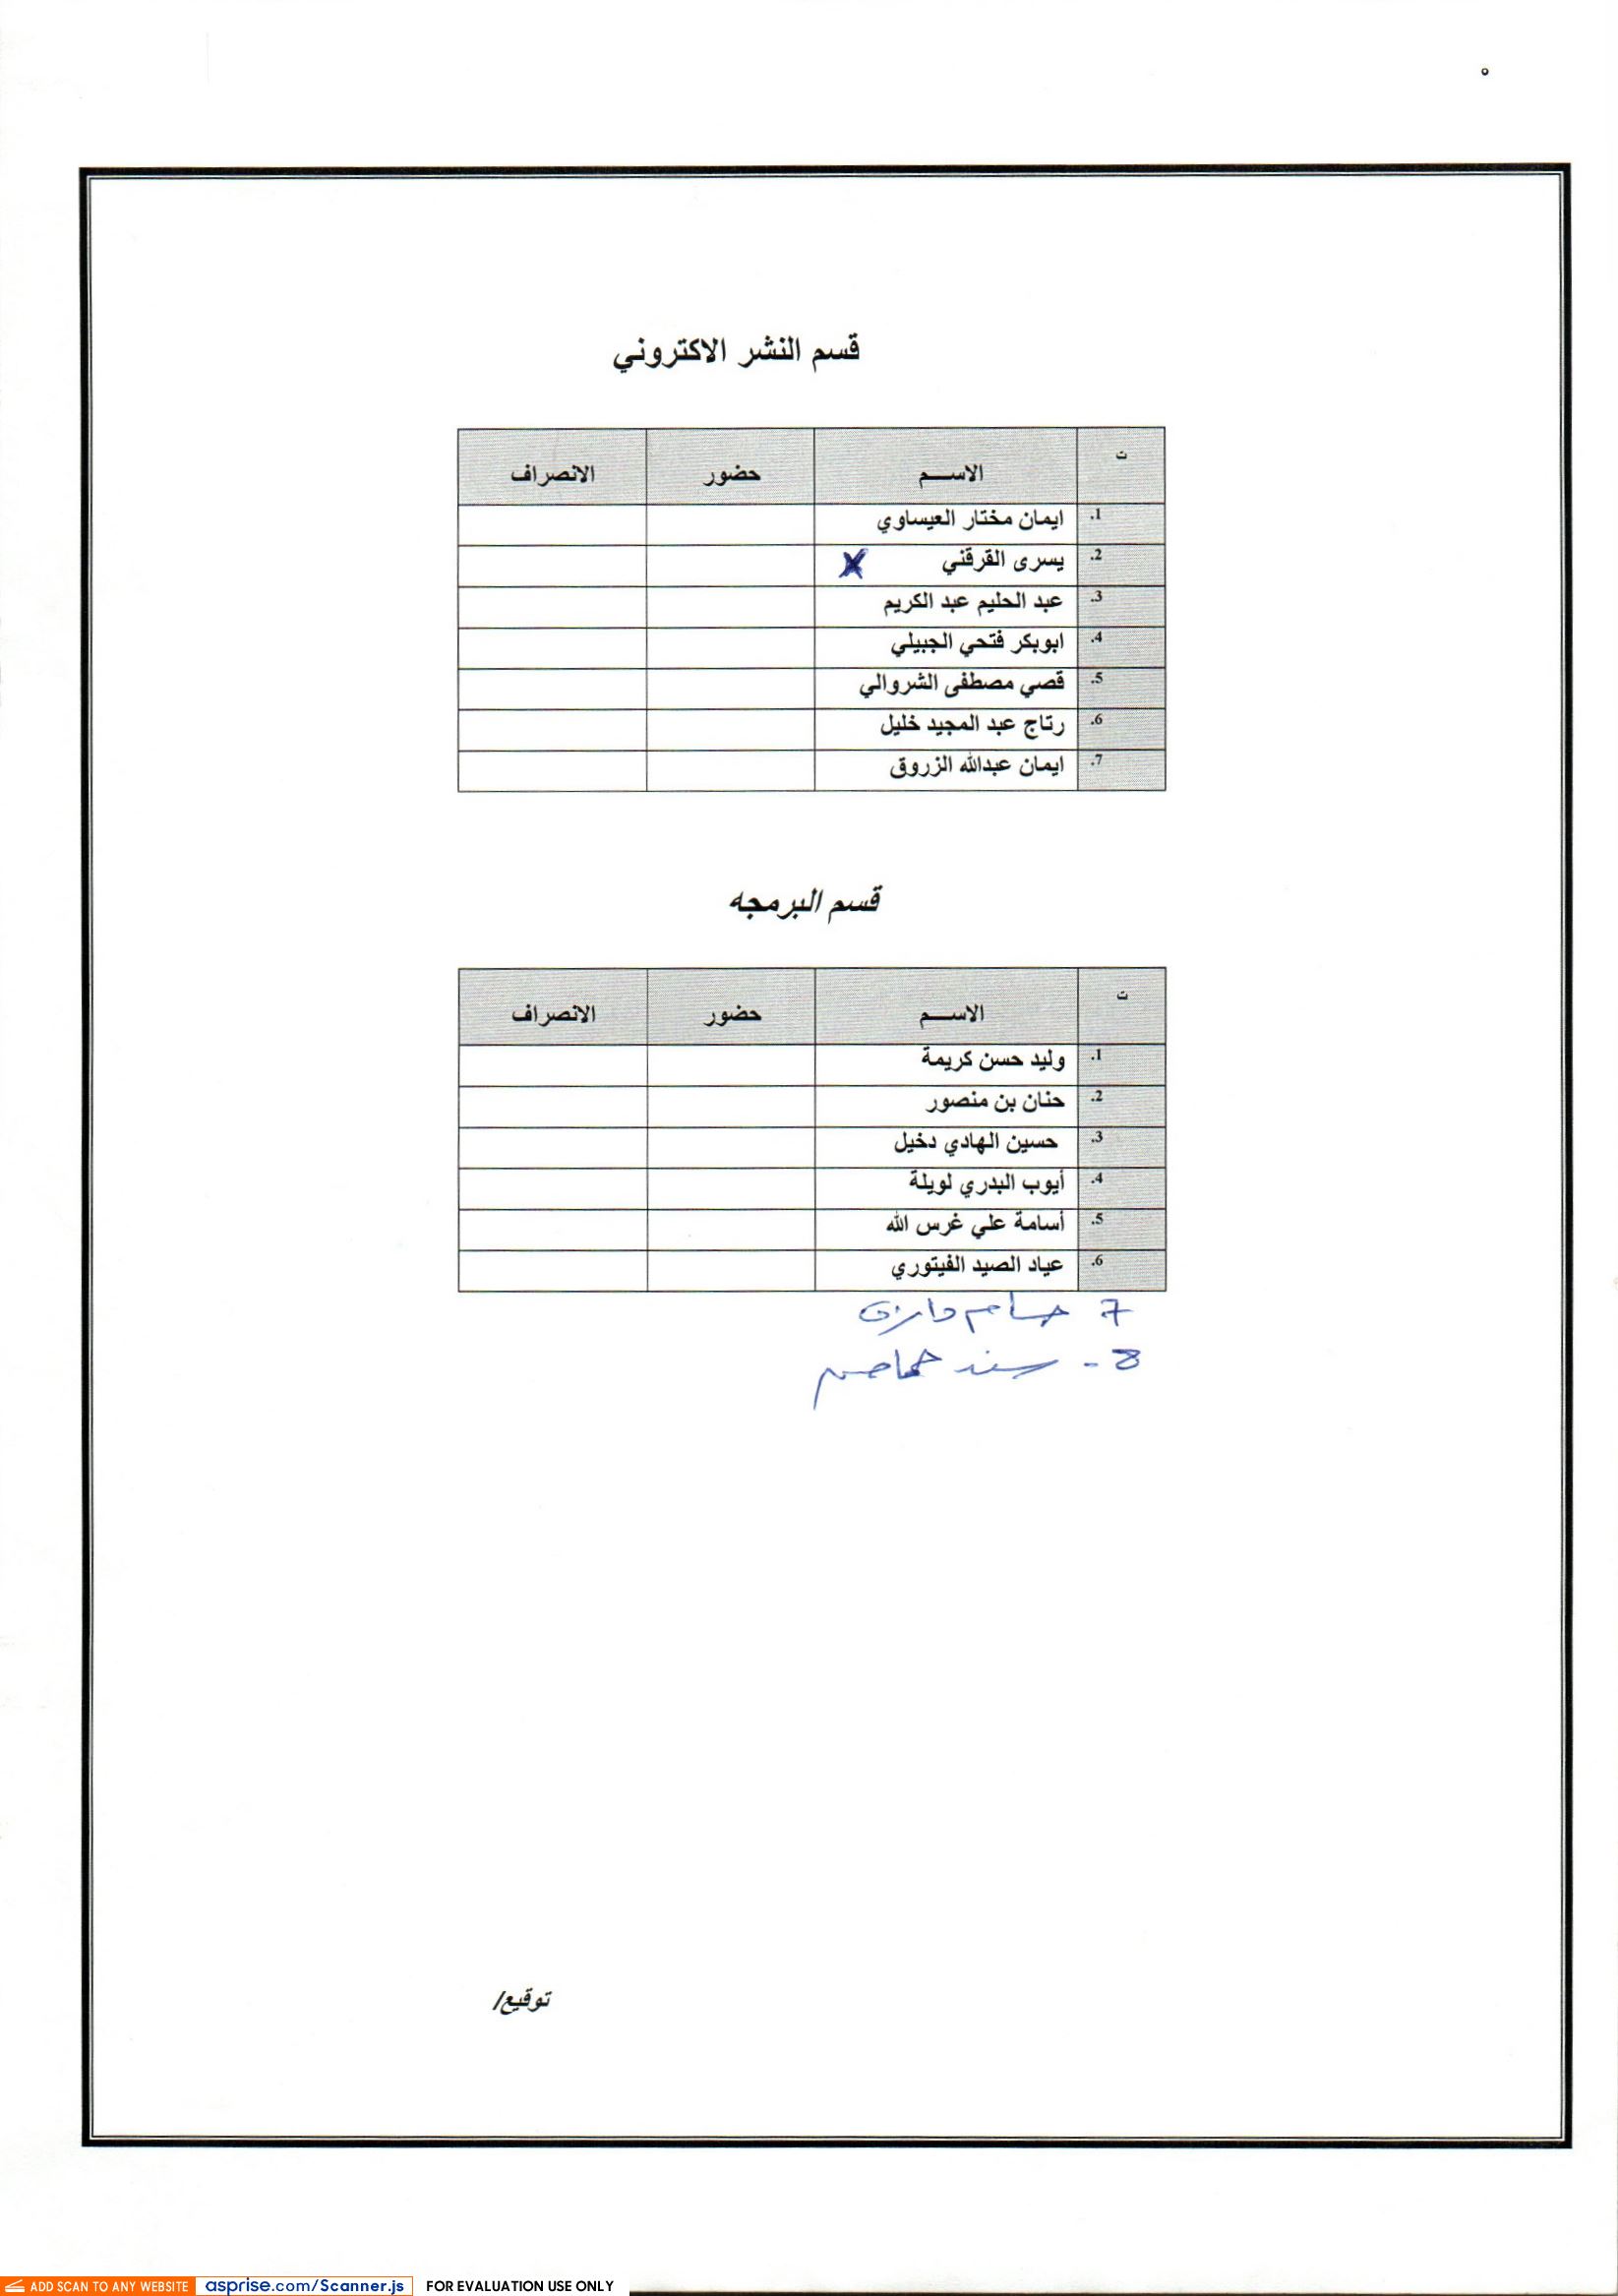 قسم النشر الاكتروني
ت الاســـم حضور الانصراف
.1 ايمان مختار العيساوي
.2 يسرى القرقني X
.3 عبد الحليم عبد الكريم
.4 ابوبكر فتحي الجبيلي
.5 قصي مصطفى الشروالي
.6 رتاج عبد المجيد خليل
.7 ايمان عبدالله الزروق
قسم البرمجه
ت الاســـم حضور الانصراف
.1 وليد حسن كريمة
.2 حنان بن منصور
.3 حسين الهادي دخيل
.4 أيوب البدري لويلة
.5 أسامة علي غرس الله
.6 عياد الصيد الفيتوري
7 حسام
8 - سند
توقيع/
ADD SCAN TO ANY WEBSITE asprise.com/Scanner.js FOR EVALUATION USE ONLY